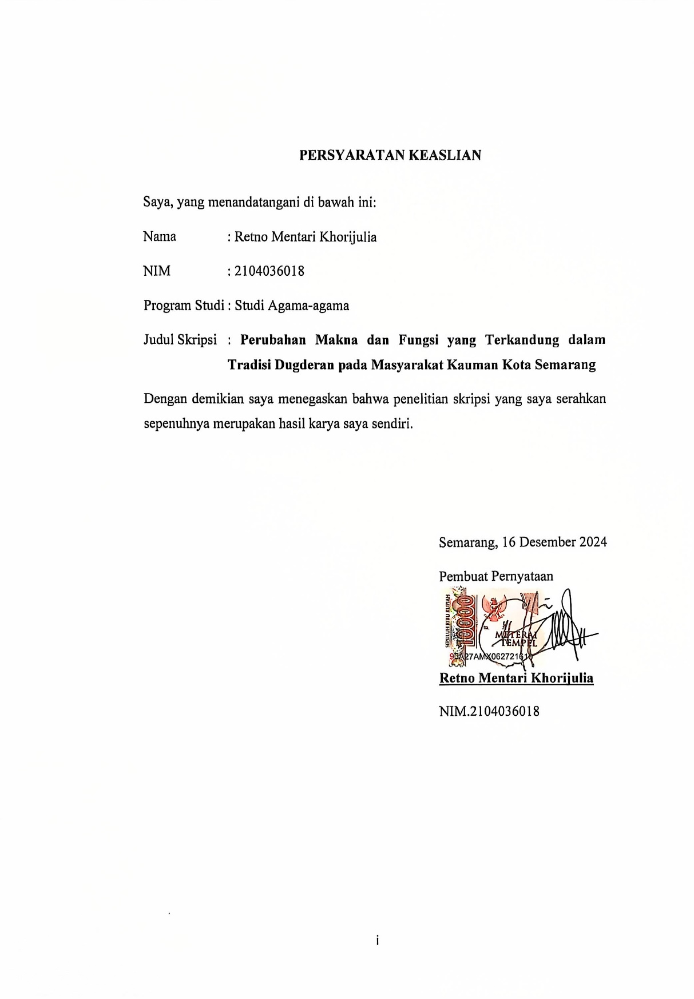 PERSYARATAN KEASLIAN
Saya, yang menandatangani di bawah ini:
Nama : Retno Mentari Khorijulia
NIM : 2104036018
Program Studi : Studi Agama-agama
Judul Skripsi : Perubahan Makna dan Fungsi yang Terkandung dalam
Tradisi Dugderan pada Masyarakat Kauman Kota Semarang
Dengan demikian saya menegaskan bahwa penelitian skripsi yang saya serahkan
sepenuhnya merupakan hasil karya saya sendiri.
Semarang, 16 Desember 2024
Pembuat Pernyataan
SEPULUH RIBU RUPIAH
10000
TGL.
METERAI
TEMPEL
Retno Mentari Khorijulia
NIM.2104036018
i